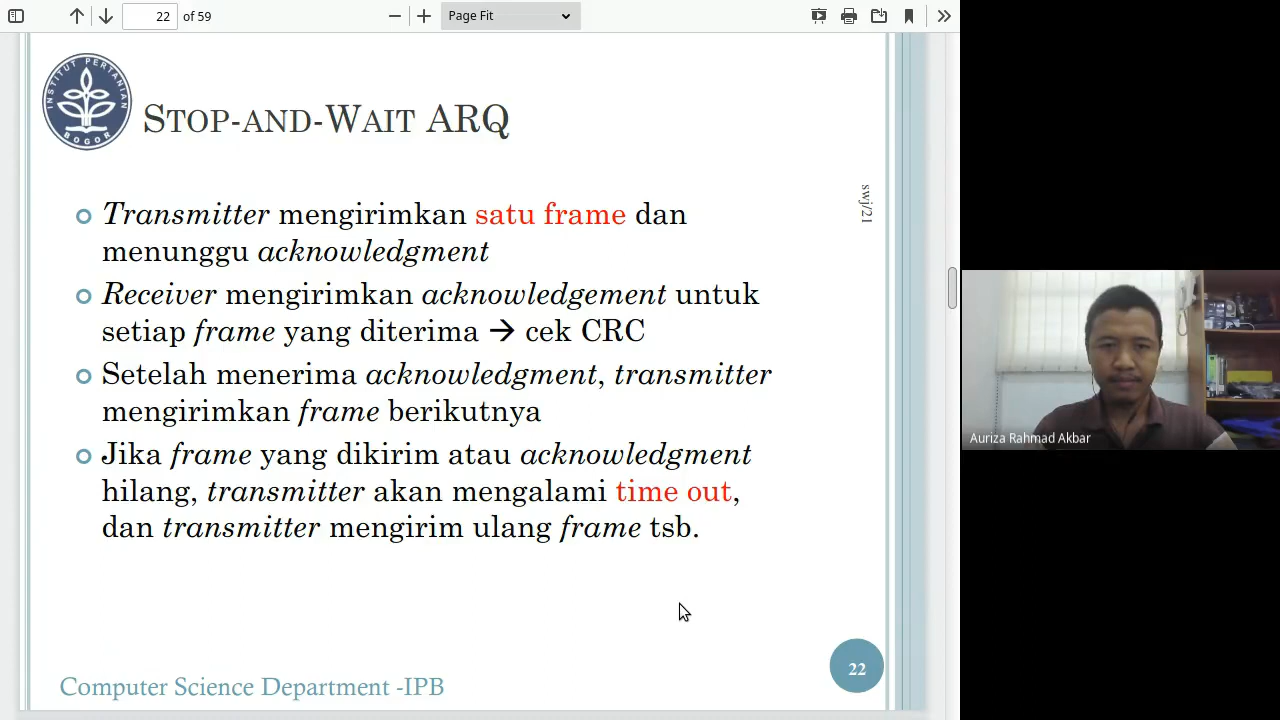 22 of 59
Page Fit
INSTITUT PERTANIAN
BOGOR
STOP-AND-WAIT ARQ
swj/21
Transmitter mengirimkan satu frame dan
menunggu acknowledgment
Receiver mengirimkan acknowledgement untuk
setiap frame yang diterima → cek CRC
Setelah menerima acknowledgment, transmitter
mengirimkan frame berikutnya
Jika frame yang dikirim atau acknowledgment
hilang, transmitter akan mengalami time out,
dan transmitter mengirim ulang frame tsb.
22
Computer Science Department -IPB
Auriza Rahmad Akbar